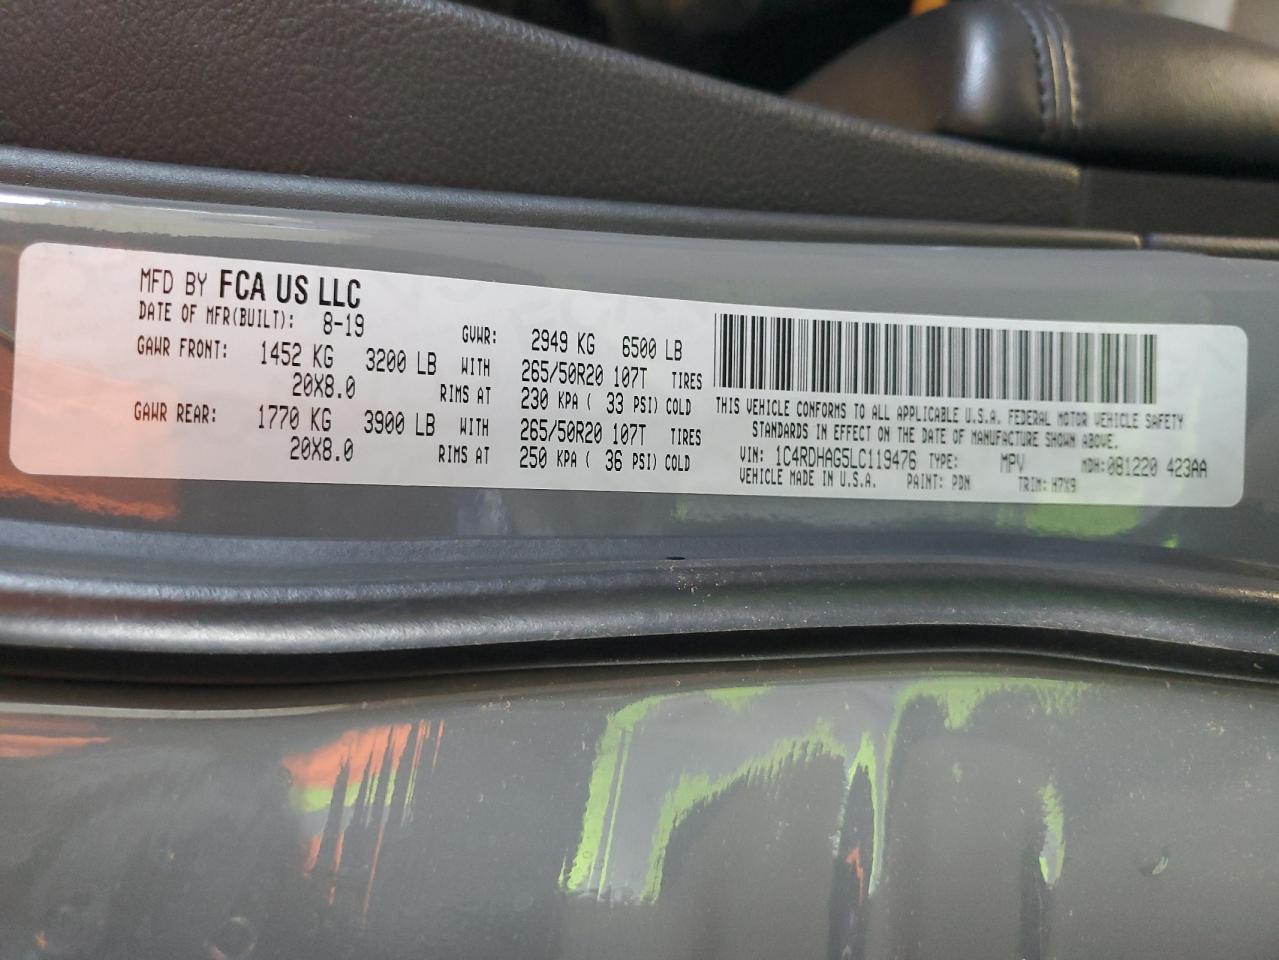 MFD BY FCA US LLC
DATE OF MFR(BUILT): 8-19 GVWR: 2949 KG 6500 LB
GAWR FRONT: 1452 KG 3200 LB WITH 265/50R20 107T TIRES
20X8.0 RIMS AT 230 KPA ( 33 PSI) COLD
GAWR REAR: 1770 KG 3900 LB WITH 265/50R20 107T TIRES
20X8.0 RIMS AT 250 KPA ( 36 PSI) COLD
THIS VEHICLE CONFORMS TO ALL APPLICABLE U.S.A. FEDERAL MOTOR VEHICLE SAFETY
STANDARDS IN EFFECT ON THE DATE OF MANUFACTURE SHOWN ABOVE.
VIN: 1C4RDHAG5LC119476 TYPE: MPV MDH:081220 423AA
VEHICLE MADE IN U.S.A. PAINT: PDN TRIM: H7X9